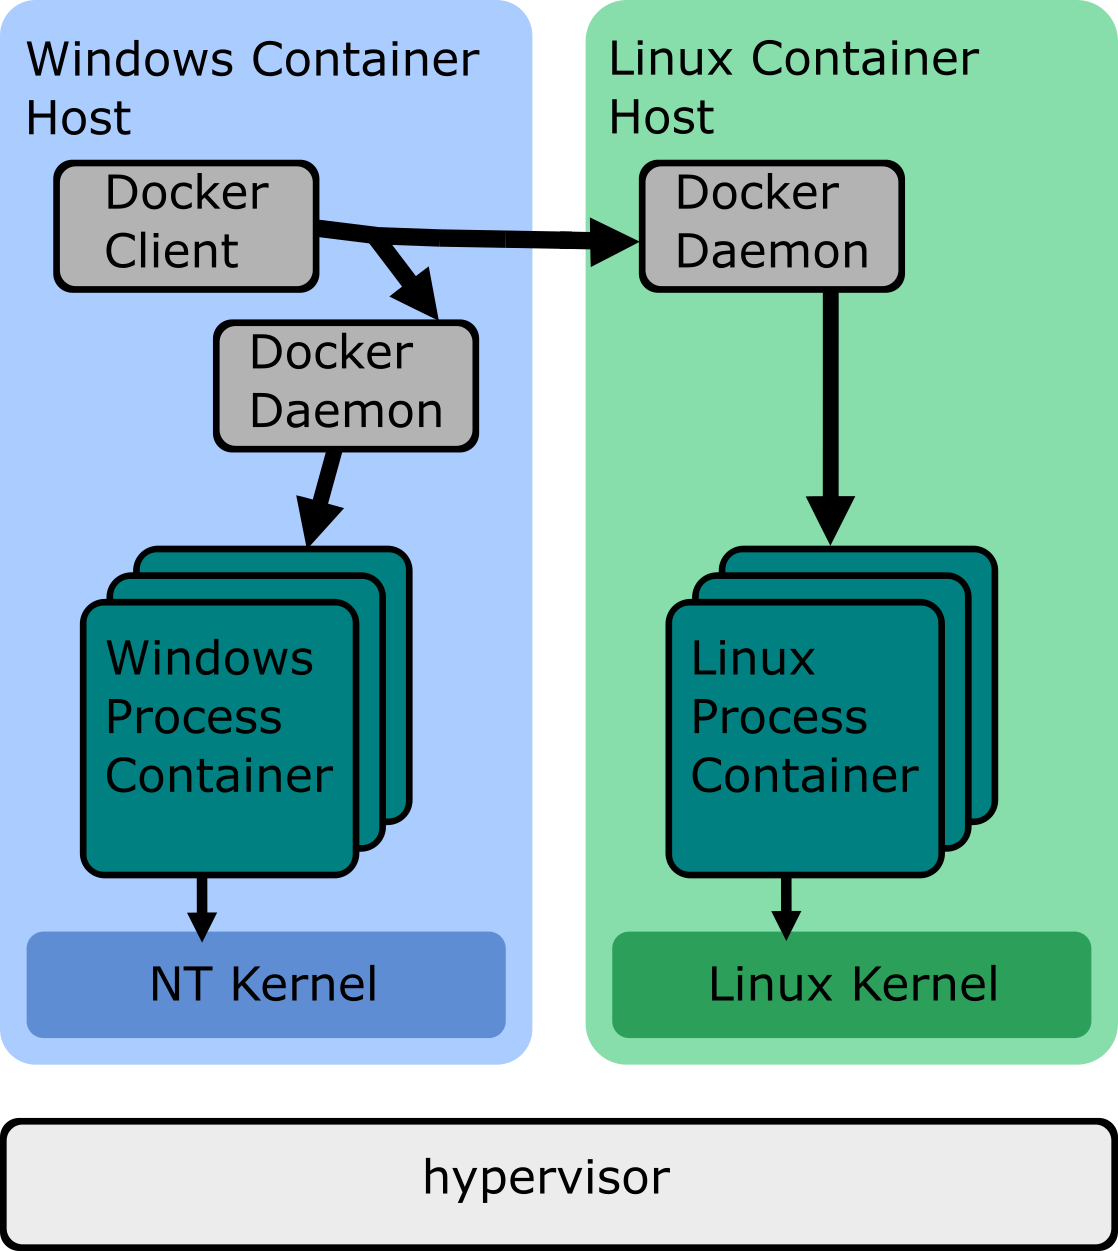 Windows Container
Host
Docker
Client
Docker
Daemon
Windows
Process
Container
NT Kernel
Linux Container
Host
Docker
Daemon
Linux
Process
Container
Linux Kernel
hypervisor